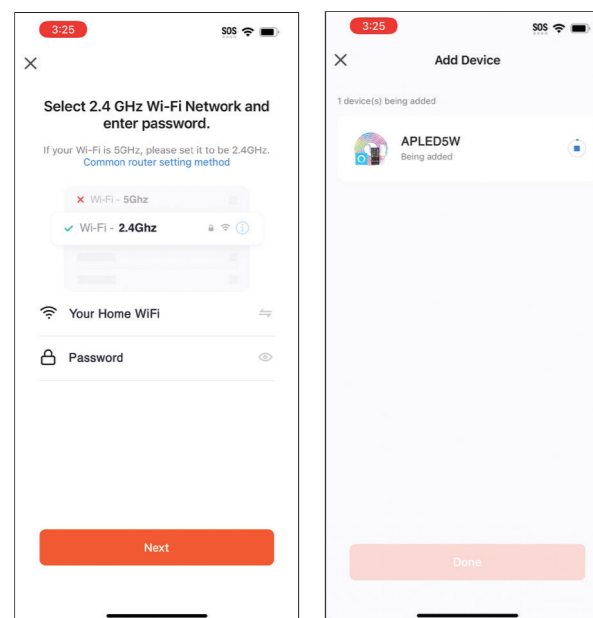 3:25
SOS
Select 2.4 GHz Wi-Fi Network and
enter password.
If your Wi-Fi is 5GHz, please set it to be 2.4GHz.
Common router setting method
Wi-Fi - 5Ghz
Wi-Fi - 2.4Ghz
Your Home WiFi
Password
Next
3:25
SOS
Add Device
1 device(s) being added
APLED5W
Being added
Done